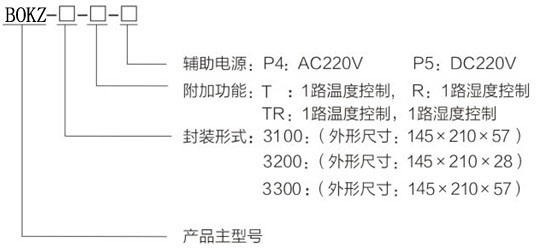 BOKZ-□-□-□
辅助电源：P4：AC220V P5：DC220V
附加功能：T ：1路温度控制， R：1路湿度控制
TR：1路温度控制，1路湿度控制
封装形式：3100：（外形尺寸：145×210×57）
3200：（外形尺寸：145×210×28）
3300：（外形尺寸：145×210×57）
产品主型号